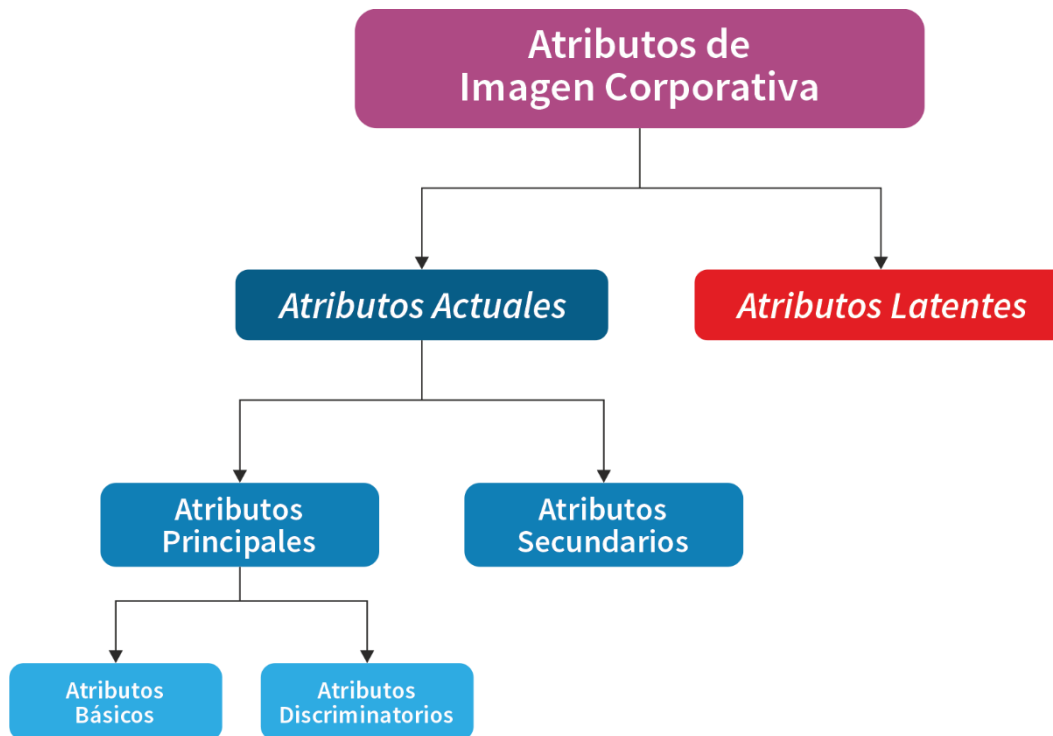 Atributos de
Imagen Corporativa
Atributos Actuales
Atributos Latentes
Atributos
Principales
Atributos
Secundarios
Atributos
Básicos
Atributos
Discriminatorios